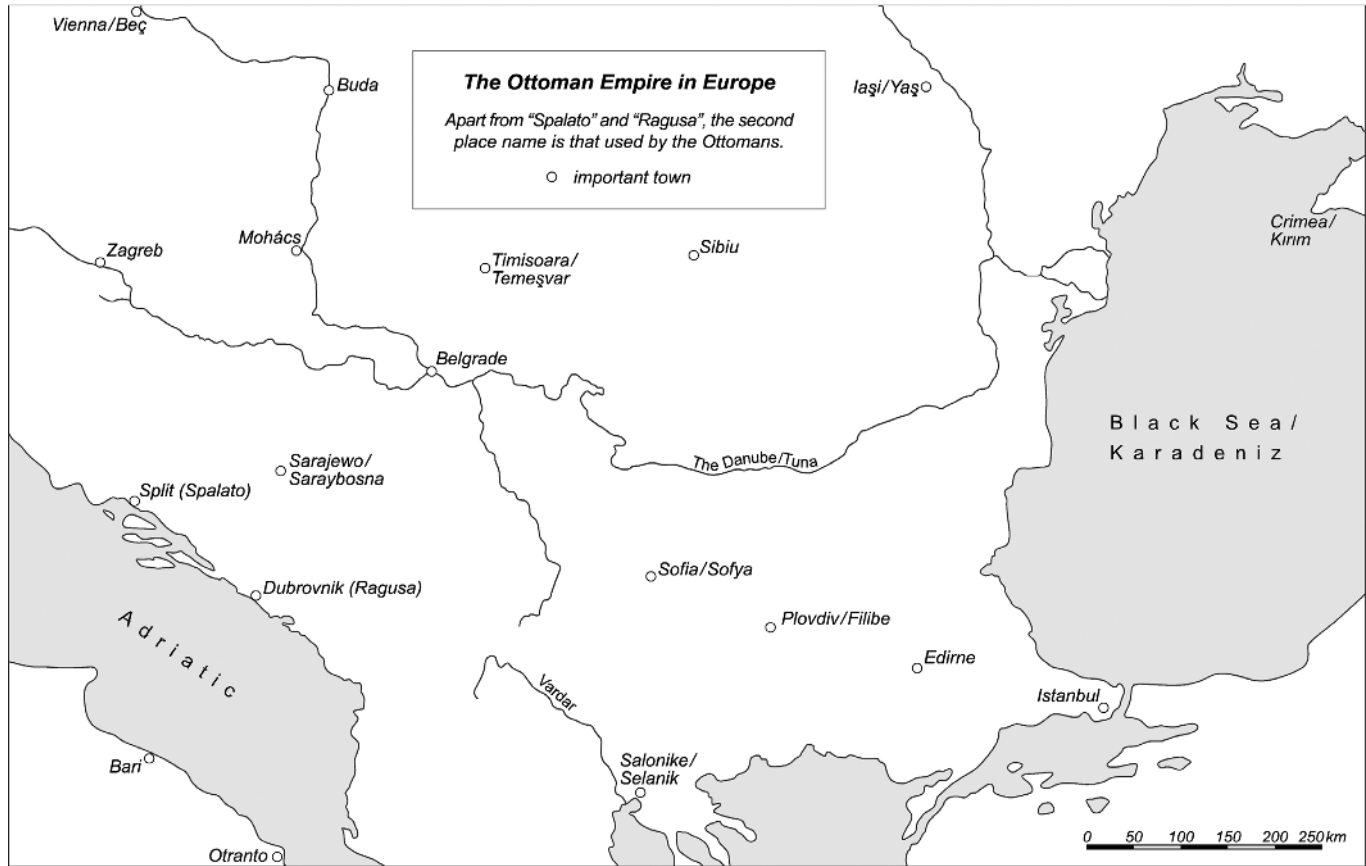 Vienna/Beç
Buda
The Ottoman Empire in Europe
Apart from “Spalato” and “Ragusa”, the second
place name is that used by the Ottomans.
important town
Iaşi/Yaş
Crimea/
Kırım
Zagreb
Mohács
Timisoara/
Temeşvar
Sibiu
Belgrade
Black Sea/
Karadeniz
The Danube/Tuna
Sarajewo/
Saraybosna
Split (Spalato)
Dubrovnik (Ragusa)
Sofia/Sofya
Plovdiv/Filibe
Adriatic
Edirne
Vardar
Istanbul
Bari
Salonike/
Selanik
Otranto
0 50 100 150 200 250 km